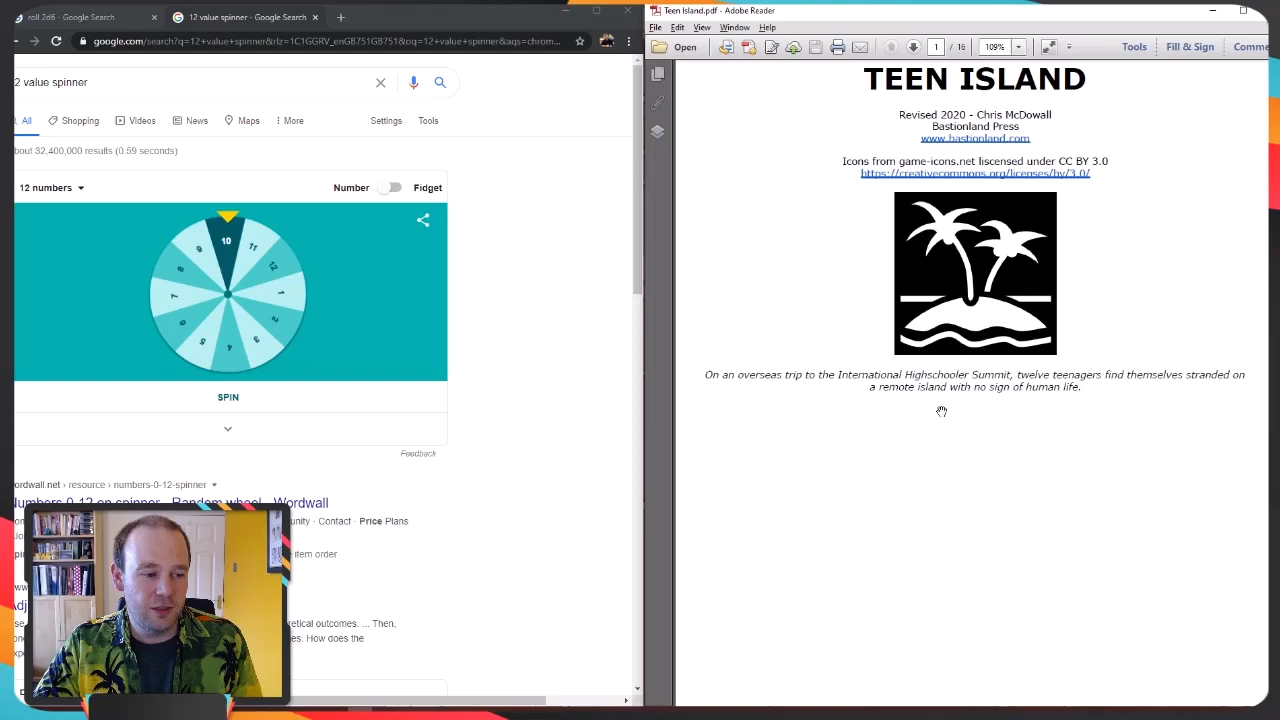 roll 2d6 - Google Search
12 value spinner - Google Search
google.com/search?q=12+value+spinner&rlz=1C1GGRV_enGB751GB751&oq=12+value+spinner&aqs=chrom...
2 value spinner
All Shopping Videos News Maps More Settings Tools
bout 32,400,000 results (0.59 seconds)
12 numbers Number Fidget
10
11
12
1
2
3
4
5
6
7
8
9
SPIN
Feedback
ordwall.net › resource › numbers-0-12-spinner
Numbers 0-12 on spinner - Random wheel - Wordwall
unity · Contact · Price Plans
item order
Adj
retical outcomes. ... Then,
es. How does the
Teen Island.pdf - Adobe Reader
File Edit View Window Help
Open 1 / 16 109% Tools Fill & Sign Comme
TEEN ISLAND
Revised 2020 - Chris McDowall
Bastionland Press
www.bastionland.com
Icons from game-icons.net liscensed under CC BY 3.0
https://creativecommons.org/licenses/by/3.0/
On an overseas trip to the International Highschooler Summit, twelve teenagers find themselves stranded on
a remote island with no sign of human life.